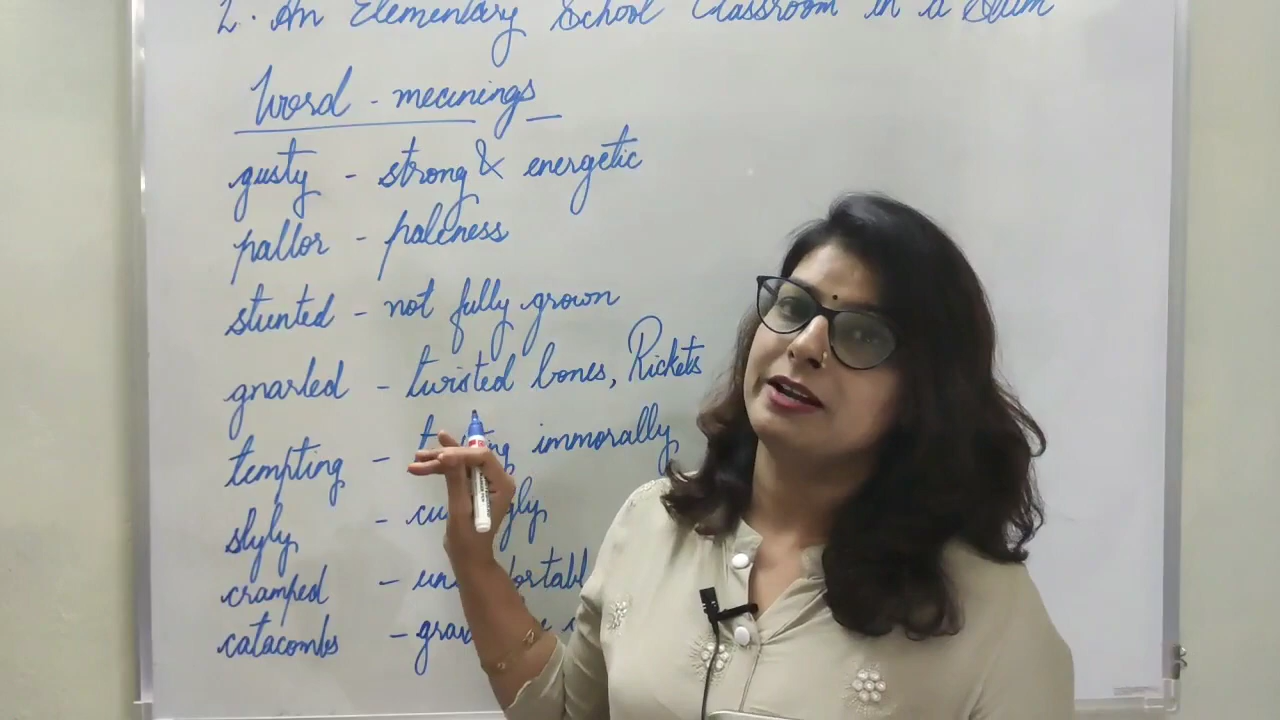 2. An Elementary School Classroom in a Slum
Word - meanings
gusty - strong & energetic
pallor - paleness
stunted - not fully grown
gnarled - twisted bones, Rickets
tempting - immorally
slyly -
cramped -
catacombs -